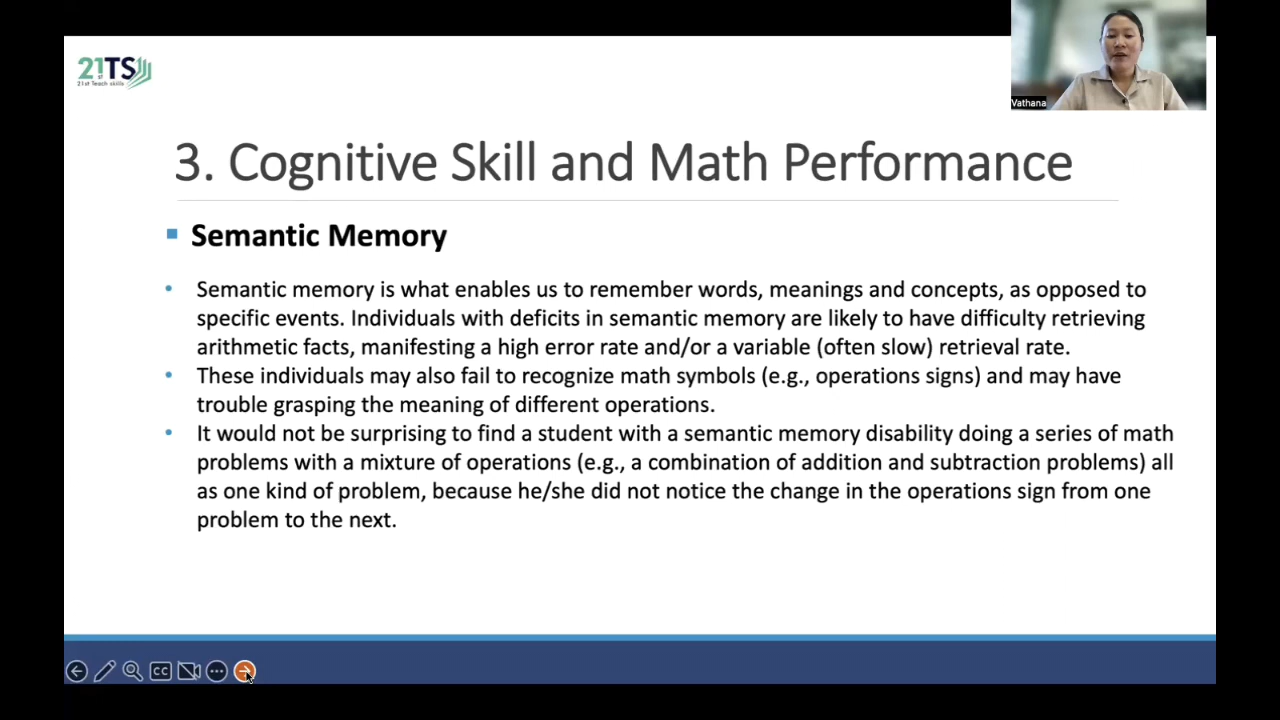 21TS
st
21st Teach skills
Vathana
3. Cognitive Skill and Math Performance
Semantic Memory
Semantic memory is what enables us to remember words, meanings and concepts, as opposed to
specific events. Individuals with deficits in semantic memory are likely to have difficulty retrieving
arithmetic facts, manifesting a high error rate and/or a variable (often slow) retrieval rate.
These individuals may also fail to recognize math symbols (e.g., operations signs) and may have
trouble grasping the meaning of different operations.
It would not be surprising to find a student with a semantic memory disability doing a series of math
problems with a mixture of operations (e.g., a combination of addition and subtraction problems) all
as one kind of problem, because he/she did not notice the change in the operations sign from one
problem to the next.
CC